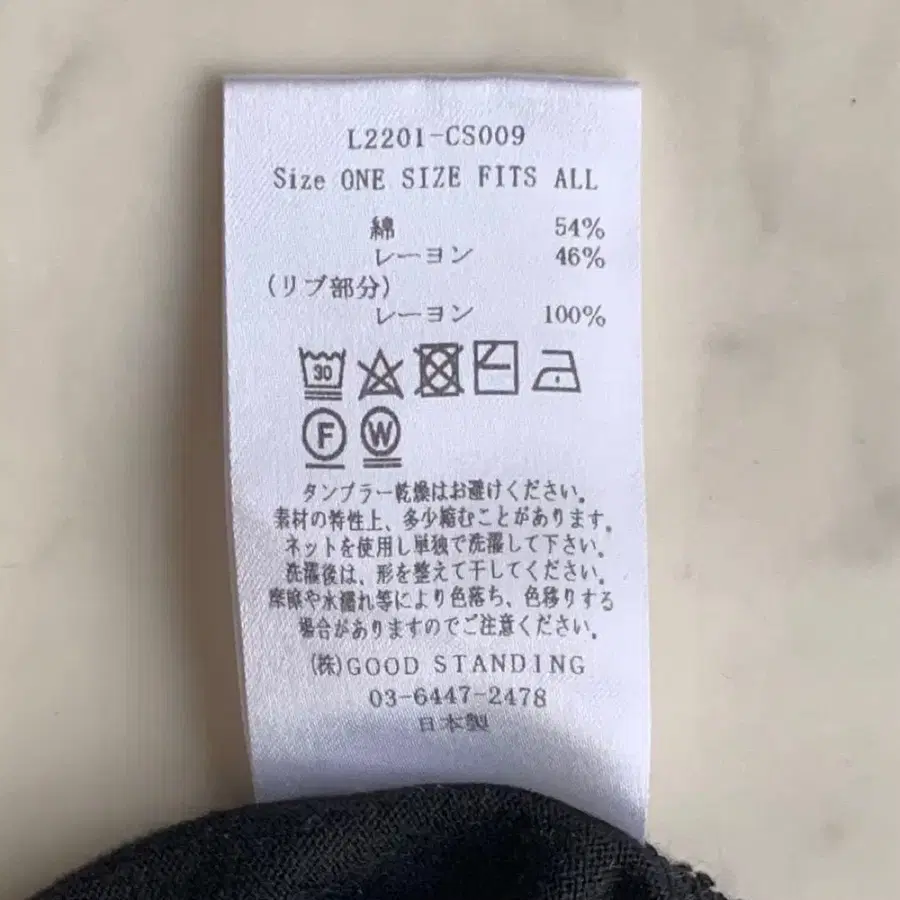 L2201-CS009
Size ONE SIZE FITS ALL
綿 54%
レーヨン 46%
(リブ部分)
レーヨン 100%
30
F W
タンブラー乾燥はお避けください。
素材の特性上、多少縮むことがあります。
ネットを使用し単独で洗濯して下さい。
洗濯後は、形を整えて干してください。
摩擦や水濡れ等により色落ち、色移りする
場合がありますのでご注意ください。
(株)GOOD STANDING
03-6447-2478
日本製